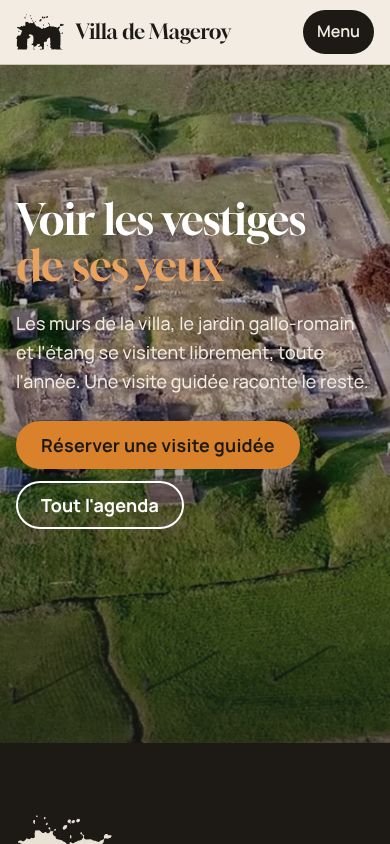 Villa de Mageroy
Menu
Voir les vestiges
de ses yeux
Les murs de la villa, le jardin gallo-romain
et l'étang se visitent librement, toute
l'année. Une visite guidée raconte le reste.
Réserver une visite guidée
Tout l'agenda